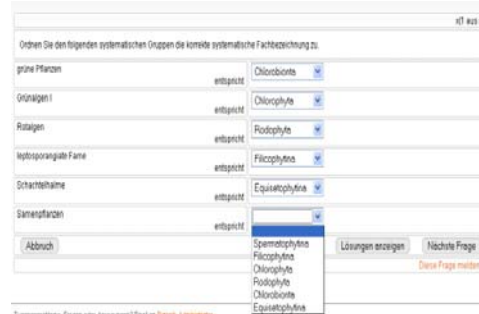 x(1 aus
Ordnen Sie den folgenden systematischen Gruppen die korrekte systematische Fachbezeichnung zu.
grüne Pflanzen
entspricht
Chlorobionta
Grünalgen I
entspricht
Chlorophyta
Rotalgen
entspricht
Rodophyta
leptosporangiate Farne
entspricht
Filicophytina
Schachtelhalme
entspricht
Equisetophytina
Samenpflanzen
entspricht
Spermatophytina
Filicophytina
Chlorophyta
Rodophyta
Chlorobionta
Equisetophytina
Abbruch
Lösungen anzeigen
Nächste Frage
Diese Frage melden